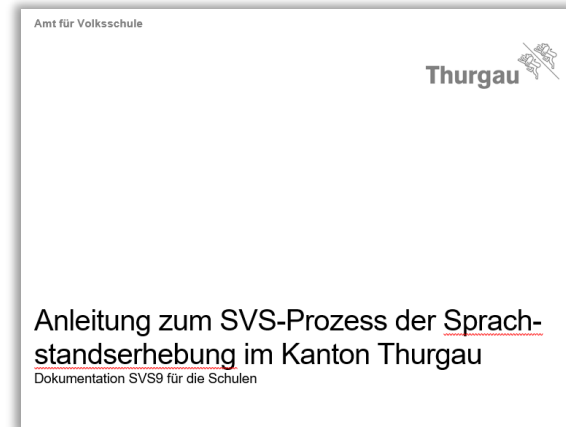 Amt für Volksschule
Thurgau
Anleitung zum SVS-Prozess der Sprach-
standserhebung im Kanton Thurgau
Dokumentation SVS9 für die Schulen